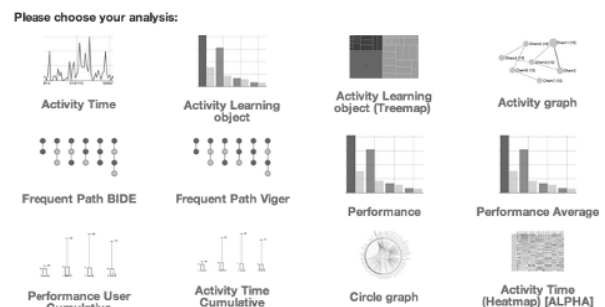 Please choose your analysis:
Activity Time
Activity Learning
object
Activity Learning
object (Treemap)
Activity graph
Frequent Path BIDE
Frequent Path Viger
Performance
Performance Average
Performance User
Cumulative
Activity Time
Cumulative
Circle graph
Activity Time
(Heatmap) [ALPHA]